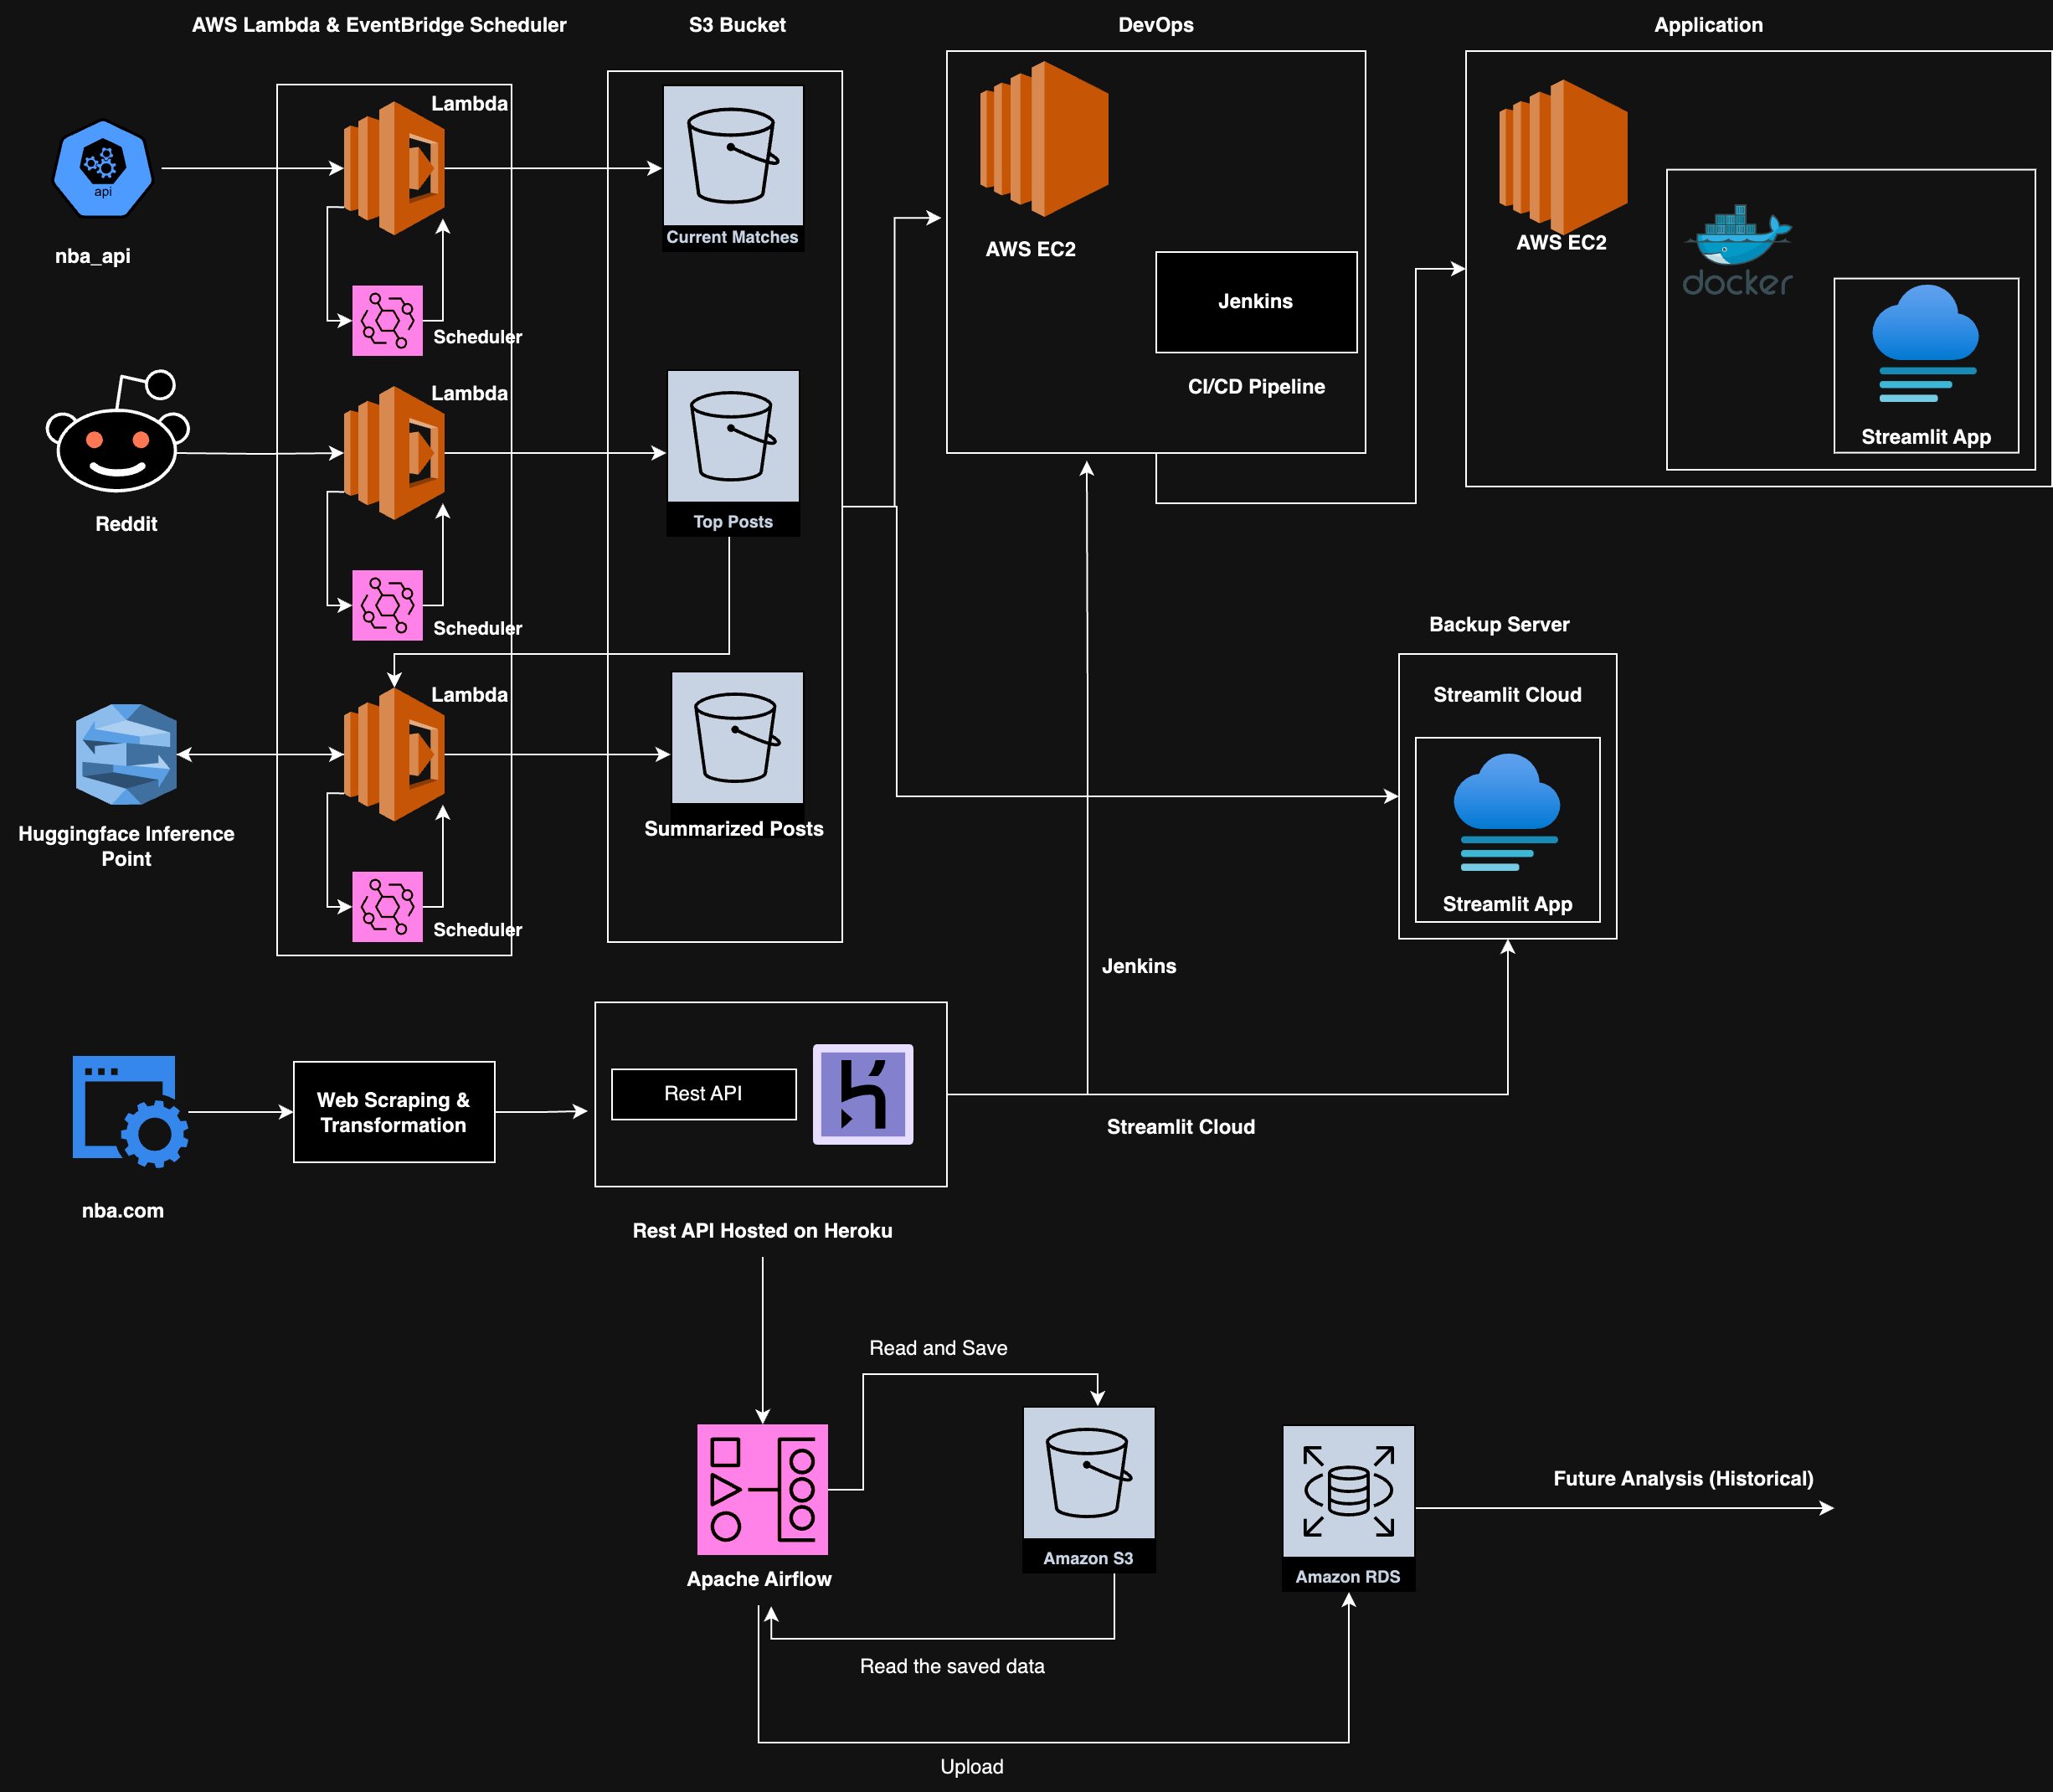 AWS Lambda & EventBridge Scheduler
S3 Bucket
DevOps
Application
Lambda
api
nba_api
Scheduler
Current Matches
AWS EC2
Jenkins
CI/CD Pipeline
AWS EC2
docker
Streamlit App
Lambda
Reddit
Scheduler
Top Posts
Backup Server
Streamlit Cloud
Streamlit App
Lambda
Huggingface Inference
Point
Scheduler
Summarized Posts
Jenkins
nba.com
Web Scraping &
Transformation
Rest API
Rest API Hosted on Heroku
Streamlit Cloud
Read and Save
Apache Airflow
Amazon S3
Amazon RDS
Future Analysis (Historical)
Read the saved data
Upload